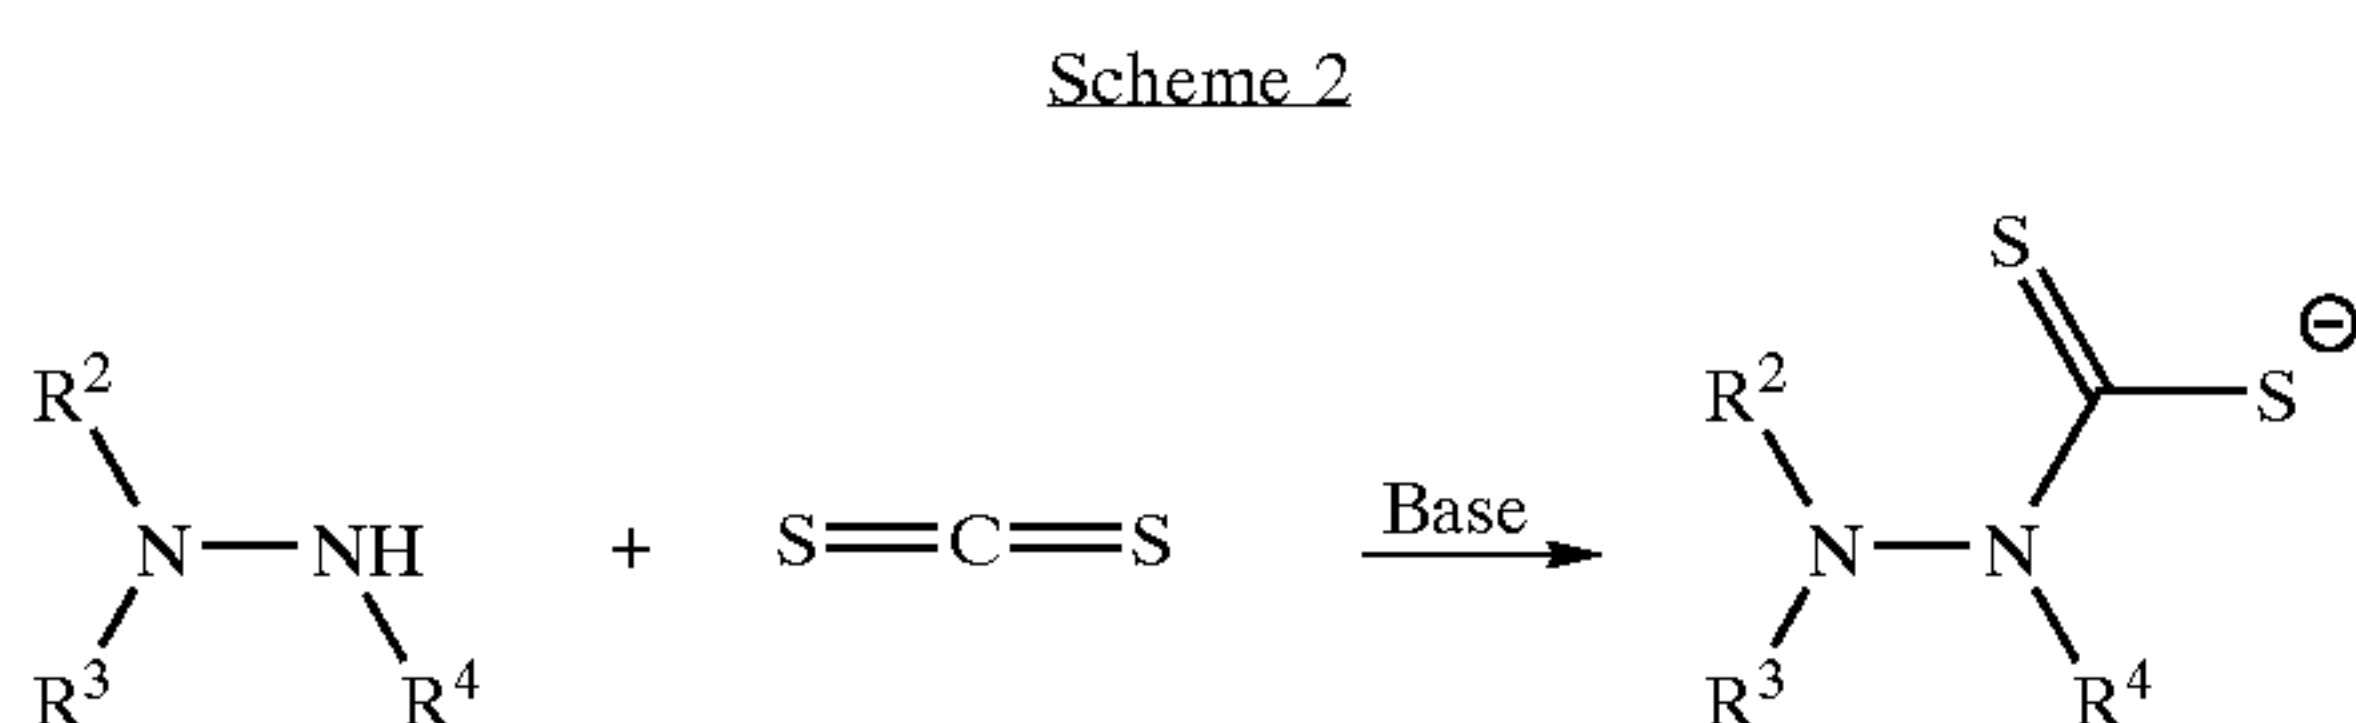 Scheme 2
S
R² R² S ⊖
Base
N—NH + S=C=S N—N
R³ R⁴ R³ R⁴